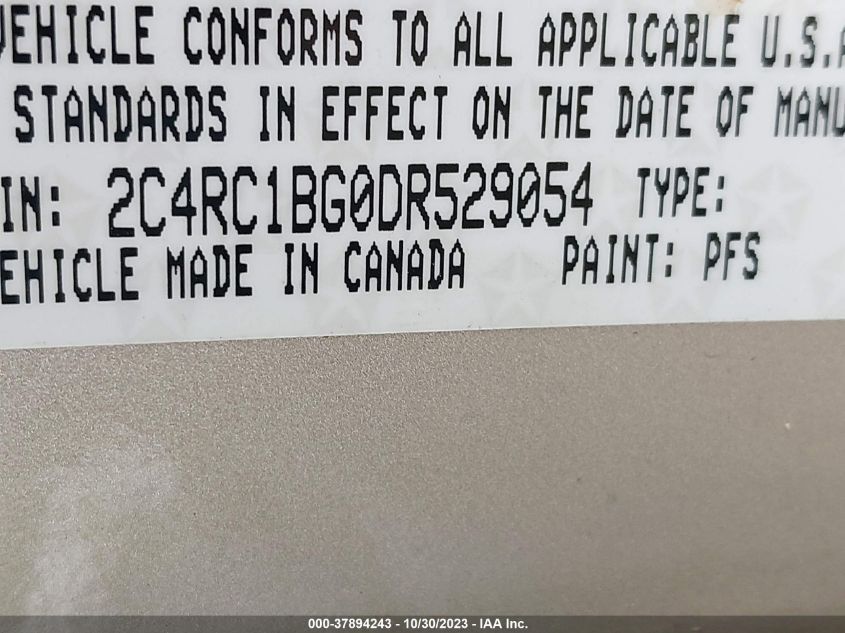 VEHICLE CONFORMS TO ALL APPLICABLE U.S.A
STANDARDS IN EFFECT ON THE DATE OF MANU
IN: 2C4RC1BG0DR529054 TYPE:
EHICLE MADE IN CANADA PAINT: PFS
000-37894243 - 10/30/2023 - IAA Inc.